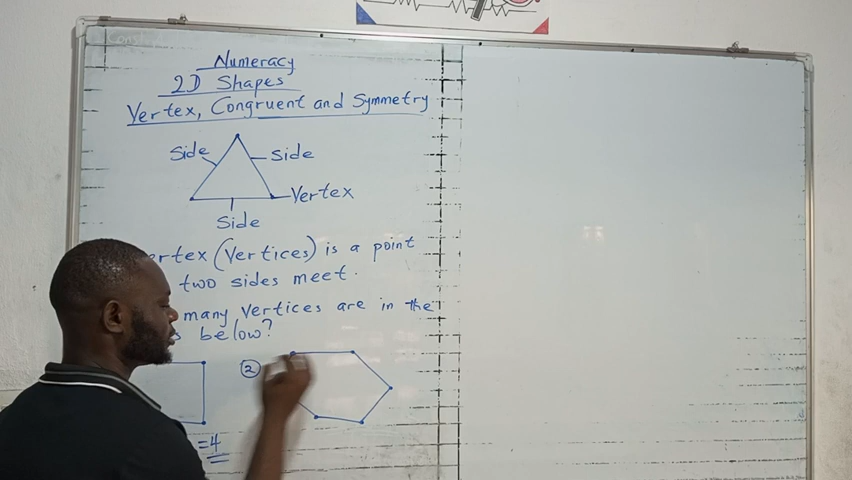 Numeracy
2D Shapes
Vertex, Congruent and Symmetry
Side
Side
Vertex
Side
ertex (Vertices) is a point
two sides meet.
many Vertices are in the
below?
2
=4